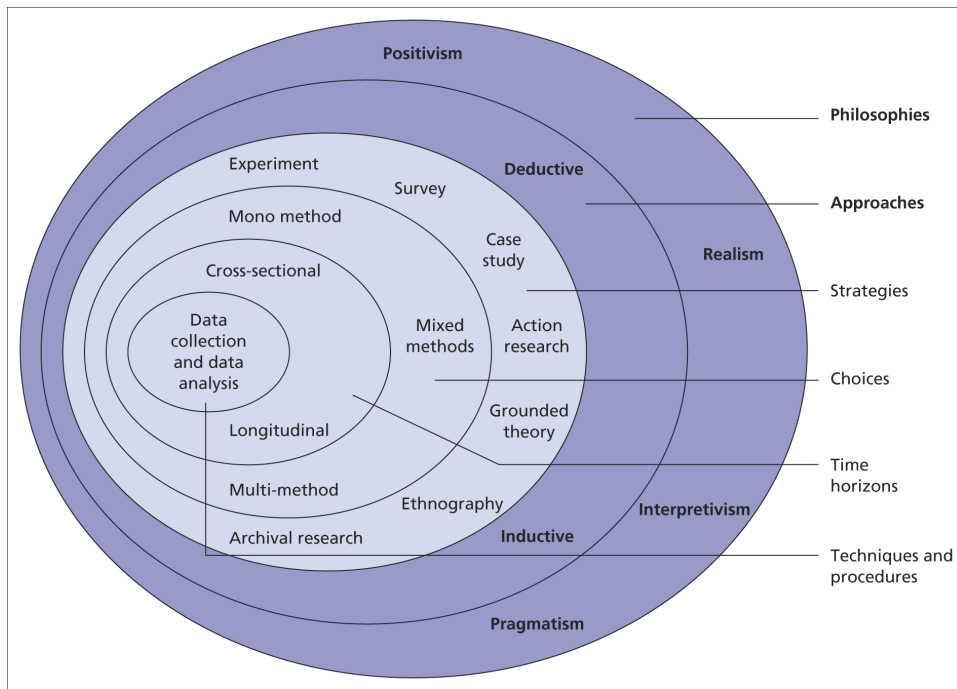 Positivism
Philosophies
Experiment
Deductive
Survey
Approaches
Mono method
Case
study
Realism
Cross-sectional
Strategies
Data
collection
and data
analysis
Mixed
methods
Action
research
Choices
Grounded
theory
Longitudinal
Time
horizons
Multi-method
Ethnography
Interpretivism
Archival research
Inductive
Techniques and
procedures
Pragmatism